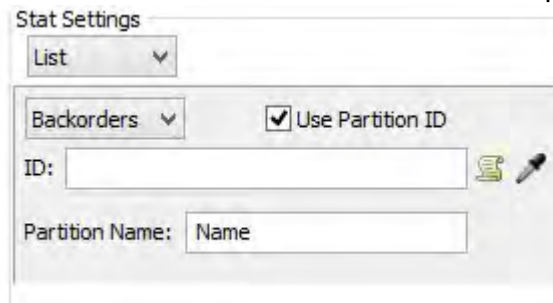 Stat Settings
List
Backorders Use Partition ID
ID:
Partition Name: Name